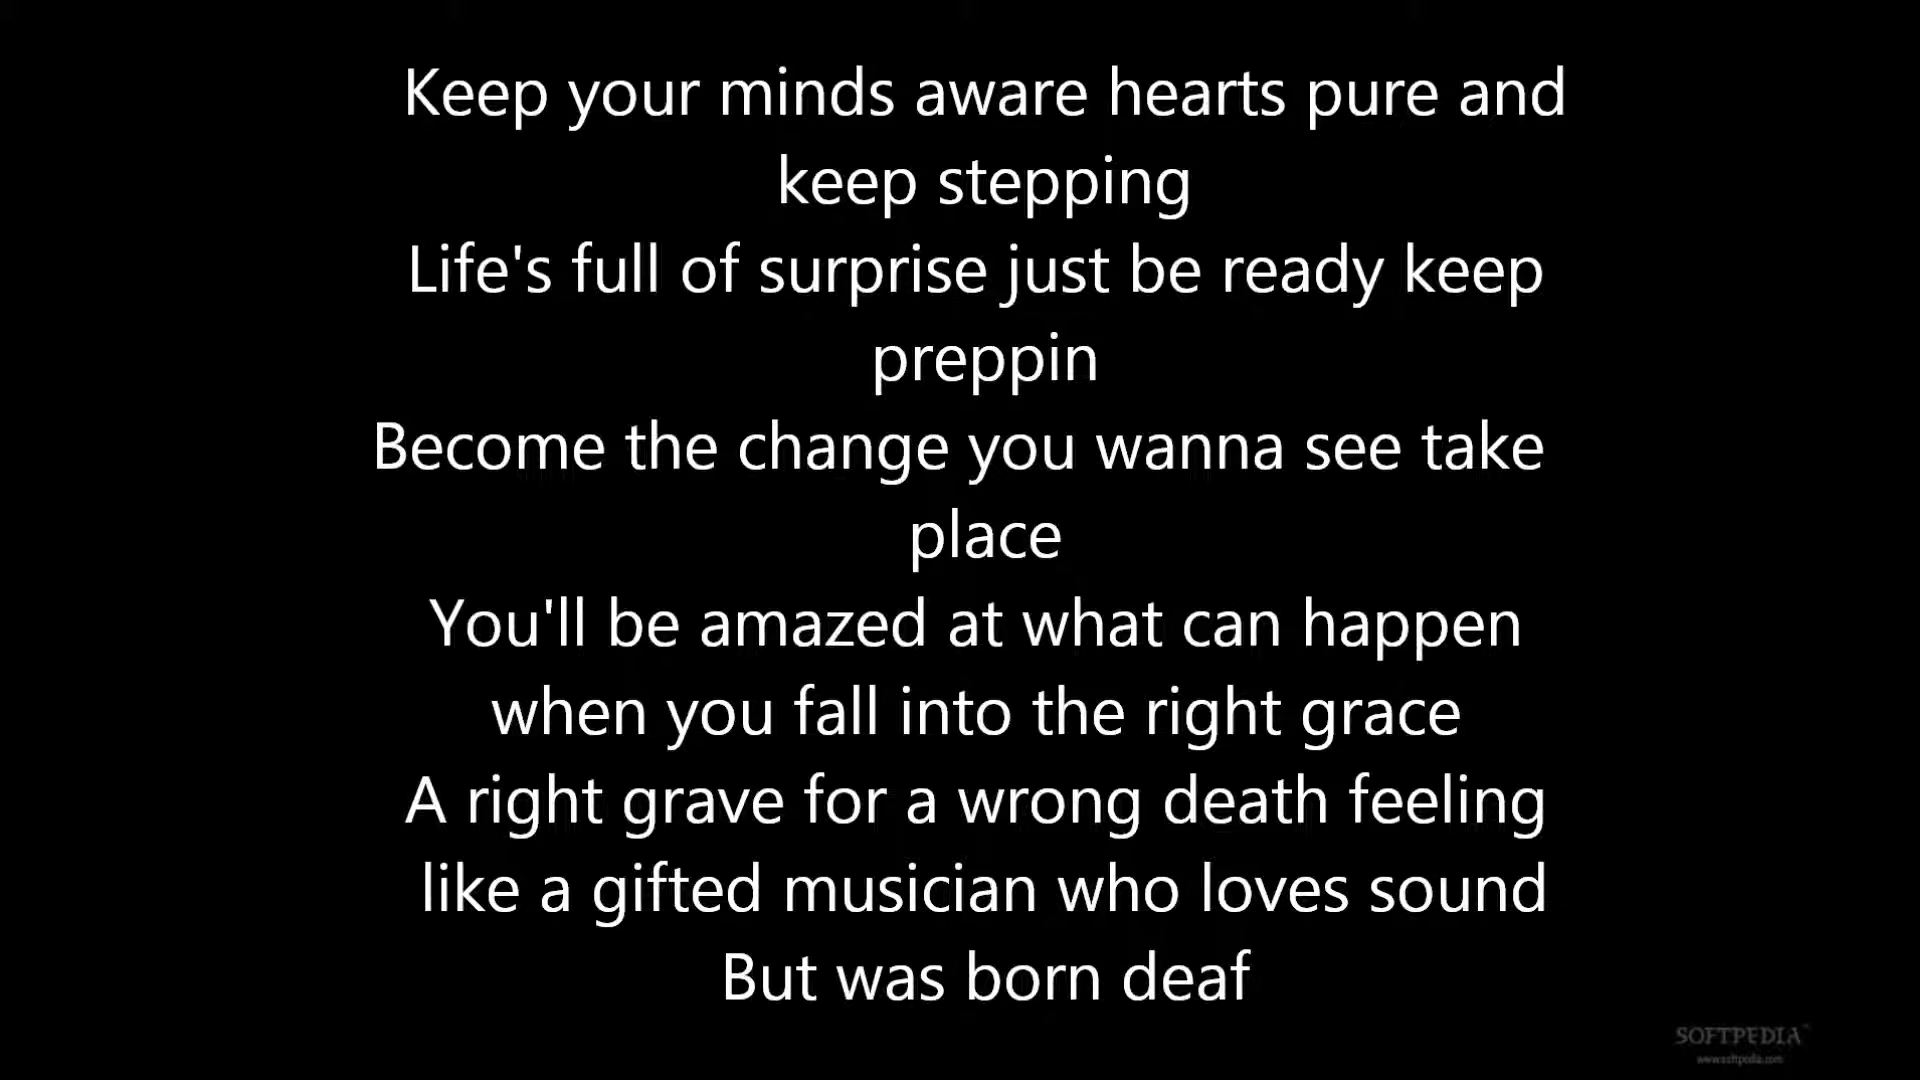 Keep your minds aware hearts pure and
keep stepping
Life's full of surprise just be ready keep
preppin
Become the change you wanna see take
place
You'll be amazed at what can happen
when you fall into the right grace
A right grave for a wrong death feeling
like a gifted musician who loves sound
But was born deaf
SOFTPEDIA™
www.softpedia.com